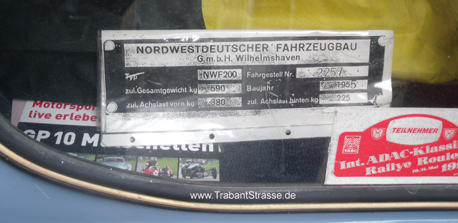 NORDWESTDEUTSCHER FAHRZEUGBAU
G.m.b.H. Wilhelmshaven
Typ NWF200 Fahrgestell Nr.
zul. Gesamtgewicht kg 590 Baujahr 1955
zul. Achslast vorn kg 380 zul. Achslast hinten kg 225
Motorsport
live erleben
GP 10 M
TEILNEHMER
Int. ADAC-Klassik
Rallye Roule
www.TrabantStrasse.de